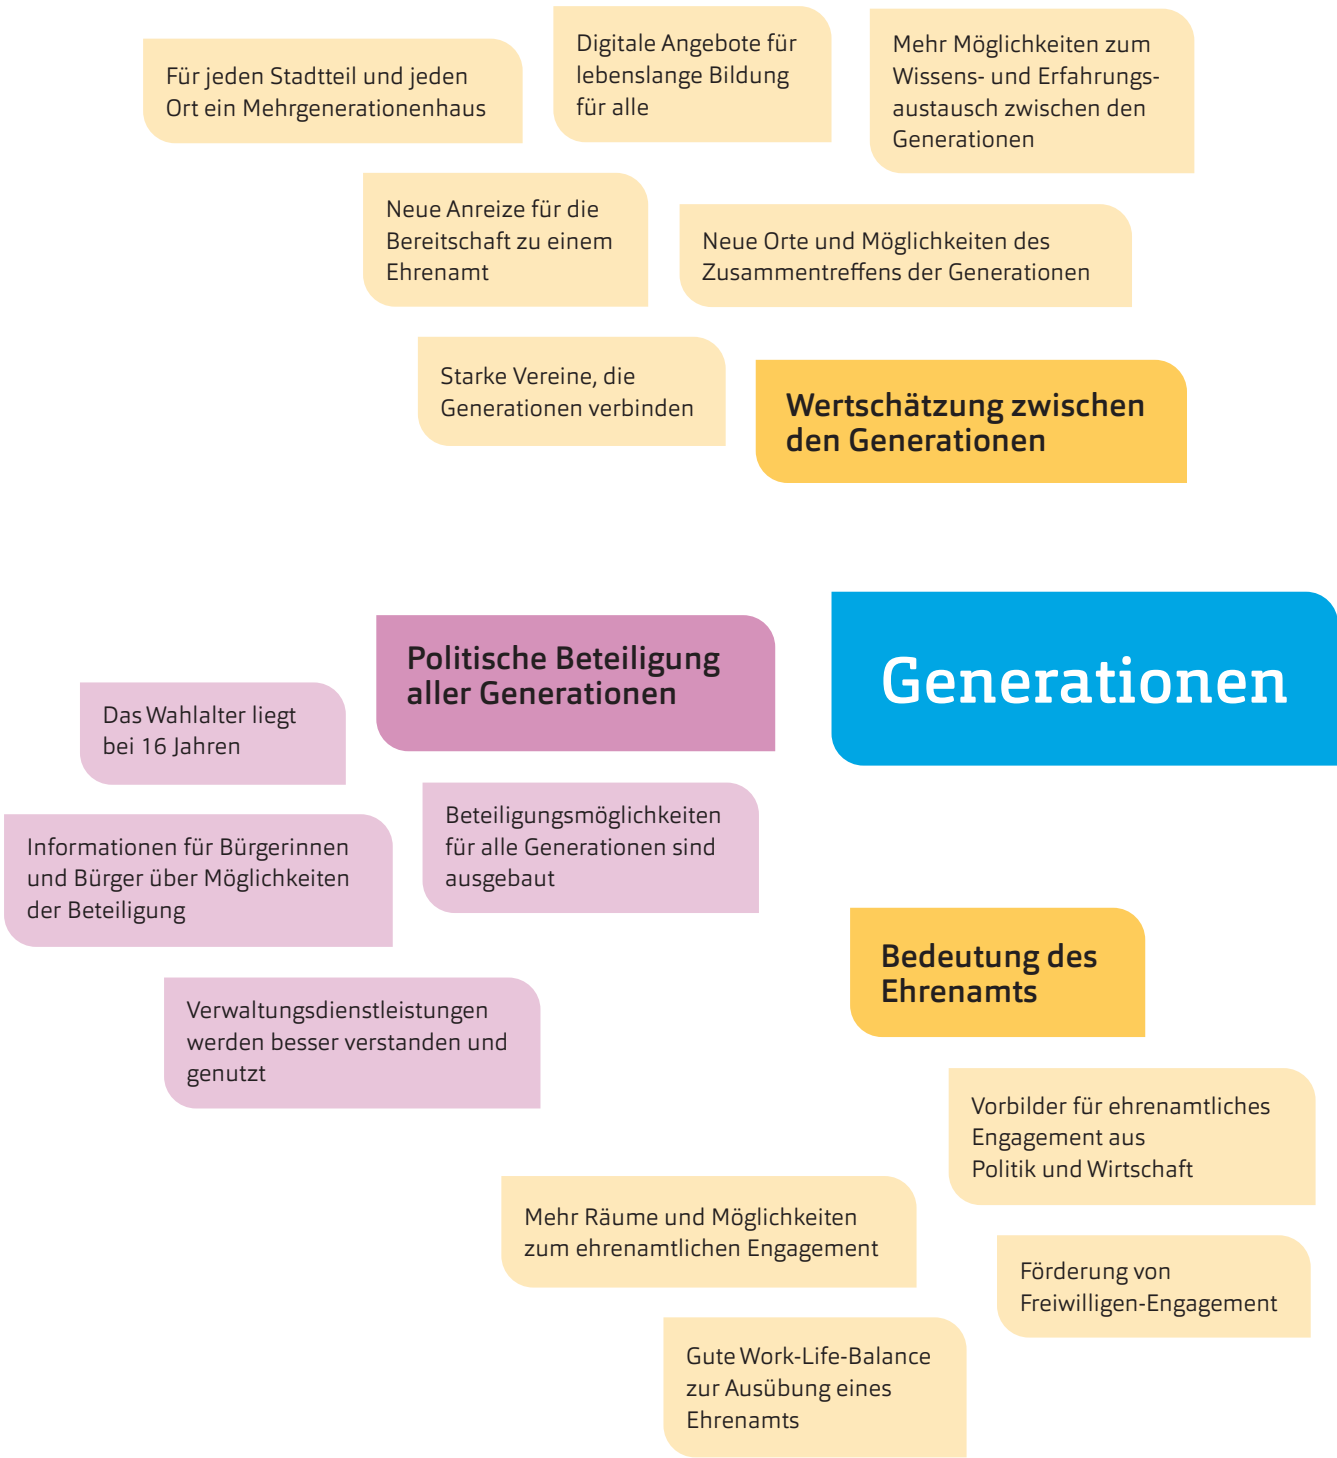 Für jeden Stadtteil und jeden
Ort ein Mehrgenerationenhaus
Digitale Angebote für
lebenslange Bildung
für alle
Mehr Möglichkeiten zum
Wissens- und Erfahrungs-
austausch zwischen den
Generationen
Neue Anreize für die
Bereitschaft zu einem
Ehrenamt
Neue Orte und Möglichkeiten des
Zusammentreffens der Generationen
Starke Vereine, die
Generationen verbinden
Wertschätzung zwischen
den Generationen
Politische Beteiligung
aller Generationen
Generationen
Das Wahlalter liegt
bei 16 Jahren
Beteiligungsmöglichkeiten
für alle Generationen sind
ausgebaut
Informationen für Bürgerinnen
und Bürger über Möglichkeiten
der Beteiligung
Verwaltungsdienstleistungen
werden besser verstanden und
genutzt
Bedeutung des
Ehrenamts
Vorbilder für ehrenamtliches
Engagement aus
Politik und Wirtschaft
Mehr Räume und Möglichkeiten
zum ehrenamtlichen Engagement
Förderung von
Freiwilligen-Engagement
Gute Work-Life-Balance
zur Ausübung eines
Ehrenamts